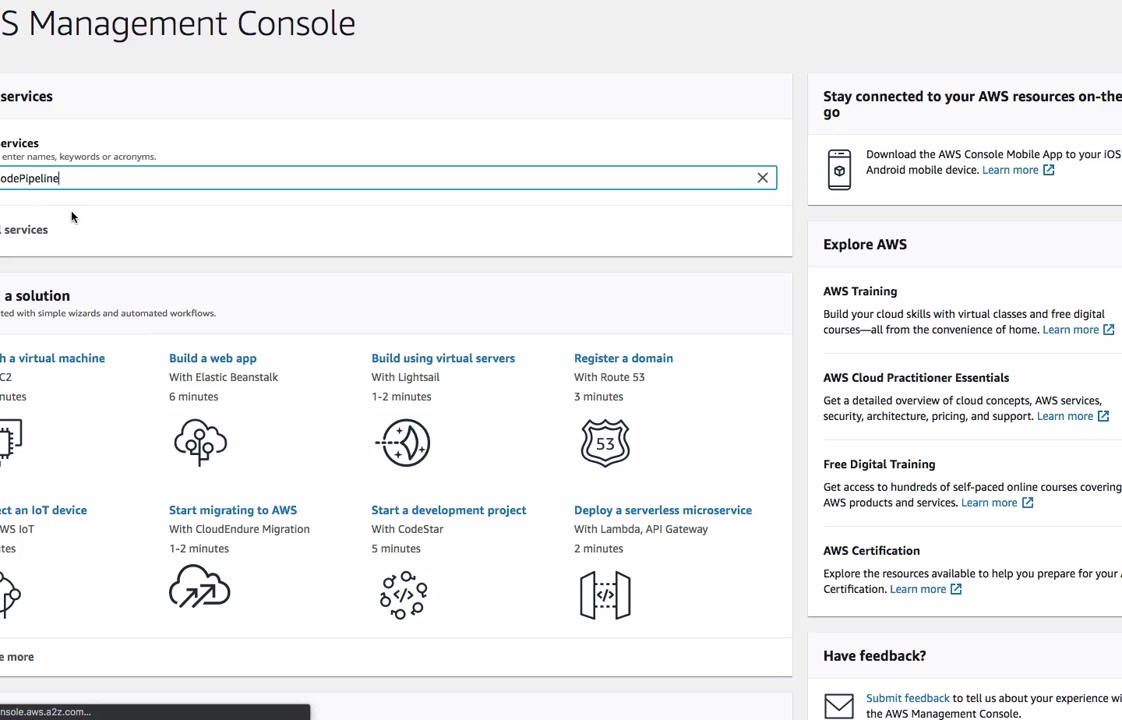 S Management Console
services
ervices
enter names, keywords or acronyms.
odePipeline
services
a solution
ted with simple wizards and automated workflows.
h a virtual machine
C2
nutes
Build a web app
With Elastic Beanstalk
6 minutes
Build using virtual servers
With Lightsail
1-2 minutes
Register a domain
With Route 53
3 minutes
53
ect an IoT device
WS IoT
tes
Start migrating to AWS
With CloudEndure Migration
1-2 minutes
Start a development project
With CodeStar
5 minutes
Deploy a serverless microservice
With Lambda, API Gateway
2 minutes
e more
nsole.aws.a2z.com...
Stay connected to your AWS resources on-the
go
Download the AWS Console Mobile App to your iOS
Android mobile device. Learn more
Explore AWS
AWS Training
Build your cloud skills with virtual classes and free digital
courses—all from the convenience of home. Learn more
AWS Cloud Practitioner Essentials
Get a detailed overview of cloud concepts, AWS services,
security, architecture, pricing, and support. Learn more
Free Digital Training
Get access to hundreds of self-paced online courses covering
AWS products and services. Learn more
AWS Certification
Explore the resources available to help you prepare for your
Certification. Learn more
Have feedback?
Submit feedback to tell us about your experience wi
the AWS Management Console.